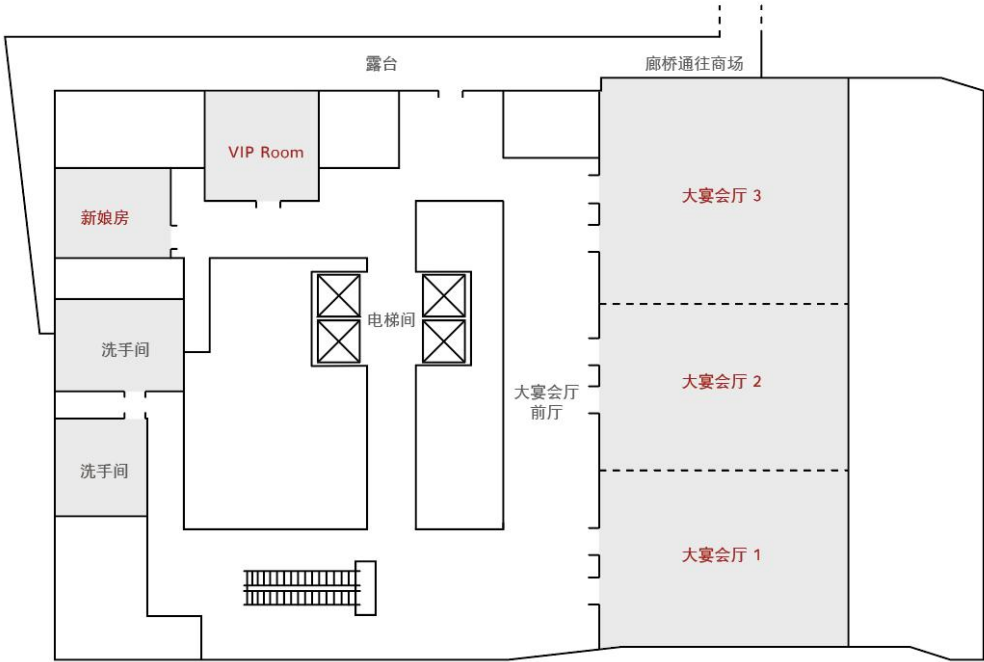 露台
廊桥通往商场
VIP Room
大宴会厅 3
新娘房
电梯间
洗手间
大宴会厅 2
大宴会厅
前厅
洗手间
大宴会厅 1